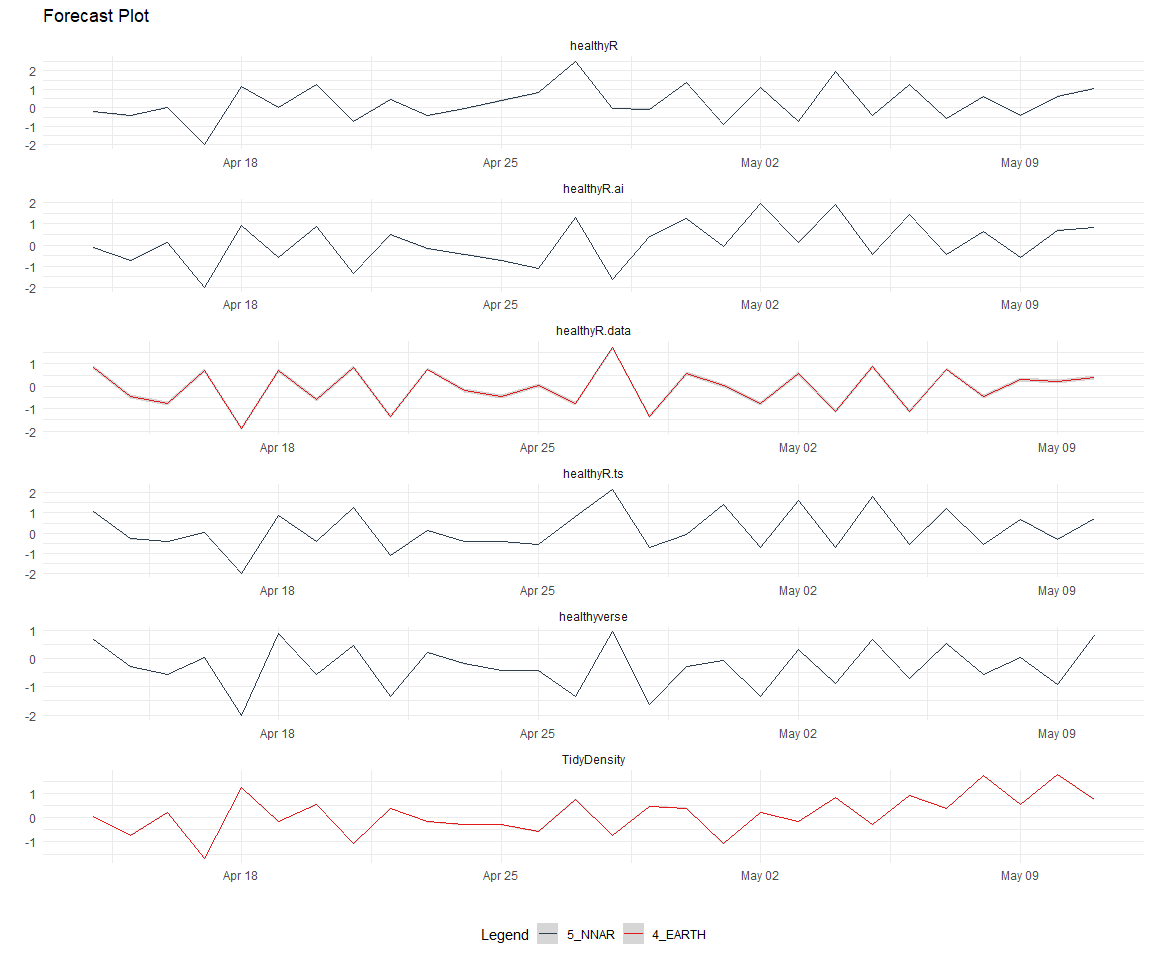 Forecast Plot
healthyR
2
1
0
-1
-2
Apr 18 Apr 25 May 02 May 09
healthyR.ai
2
1
0
-1
-2
Apr 18 Apr 25 May 02 May 09
healthyR.data
1
0
-1
-2
Apr 18 Apr 25 May 02 May 09
healthyR.ts
2
1
0
-1
-2
Apr 18 Apr 25 May 02 May 09
healthyverse
1
0
-1
-2
Apr 18 Apr 25 May 02 May 09
TidyDensity
1
0
-1
Apr 18 Apr 25 May 02 May 09
Legend 5_NNAR 4_EARTH